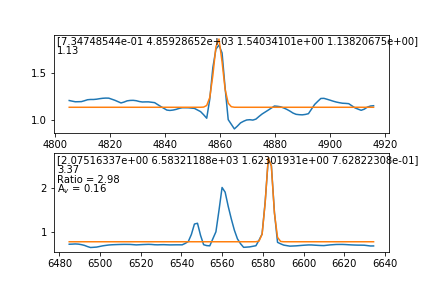 [7.34748544e-01 4.85928652e+03 1.54034101e+00 1.13820675e+00]
1.13
1.5
1.0
4800 4820 4840 4860 4880 4900 4920
[2.07516337e+00 6.58321188e+03 1.62301931e+00 7.62822308e-01]
3.37
Ratio = 2.98
Av = 0.16
2
1
6480 6500 6520 6540 6560 6580 6600 6620 6640